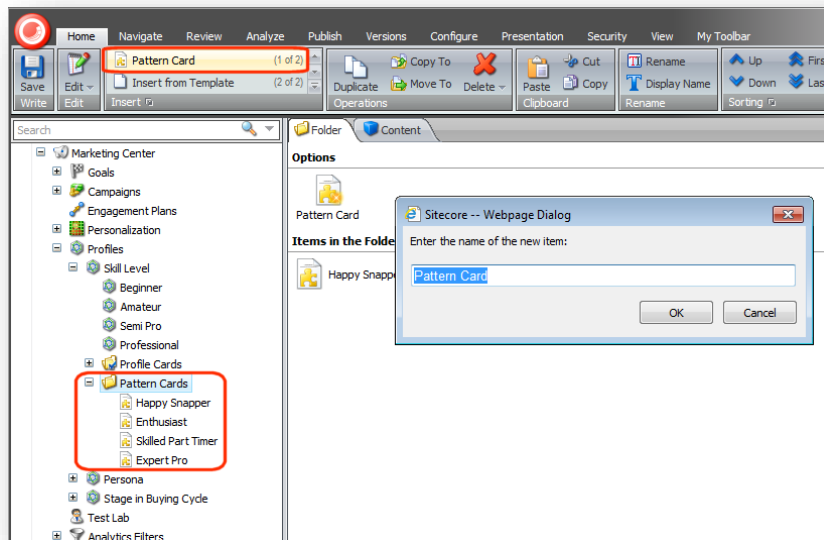 Home Navigate Review Analyze Publish Versions Configure Presentation Security View My Toolbar
Save
Write
Edit
Edit
Pattern Card (1 of 2)
Insert from Template (2 of 2)
Insert
Duplicate
Copy To
Move To
Delete
Operations
Paste
Cut
Copy
Clipboard
Rename
Display Name
Rename
Up
Down
Sorting
Search
Marketing Center
Goals
Campaigns
Engagement Plans
Personalization
Profiles
Skill Level
Beginner
Amateur
Semi Pro
Professional
Profile Cards
Pattern Cards
Happy Snapper
Enthusiast
Skilled Part Timer
Expert Pro
Persona
Stage in Buying Cycle
Test Lab
Analytics Filters
Folder Content
Options
Pattern Card
Items in the Folde
Happy Snapp
Sitecore -- Webpage Dialog
Enter the name of the new item:
Pattern Card
OK Cancel